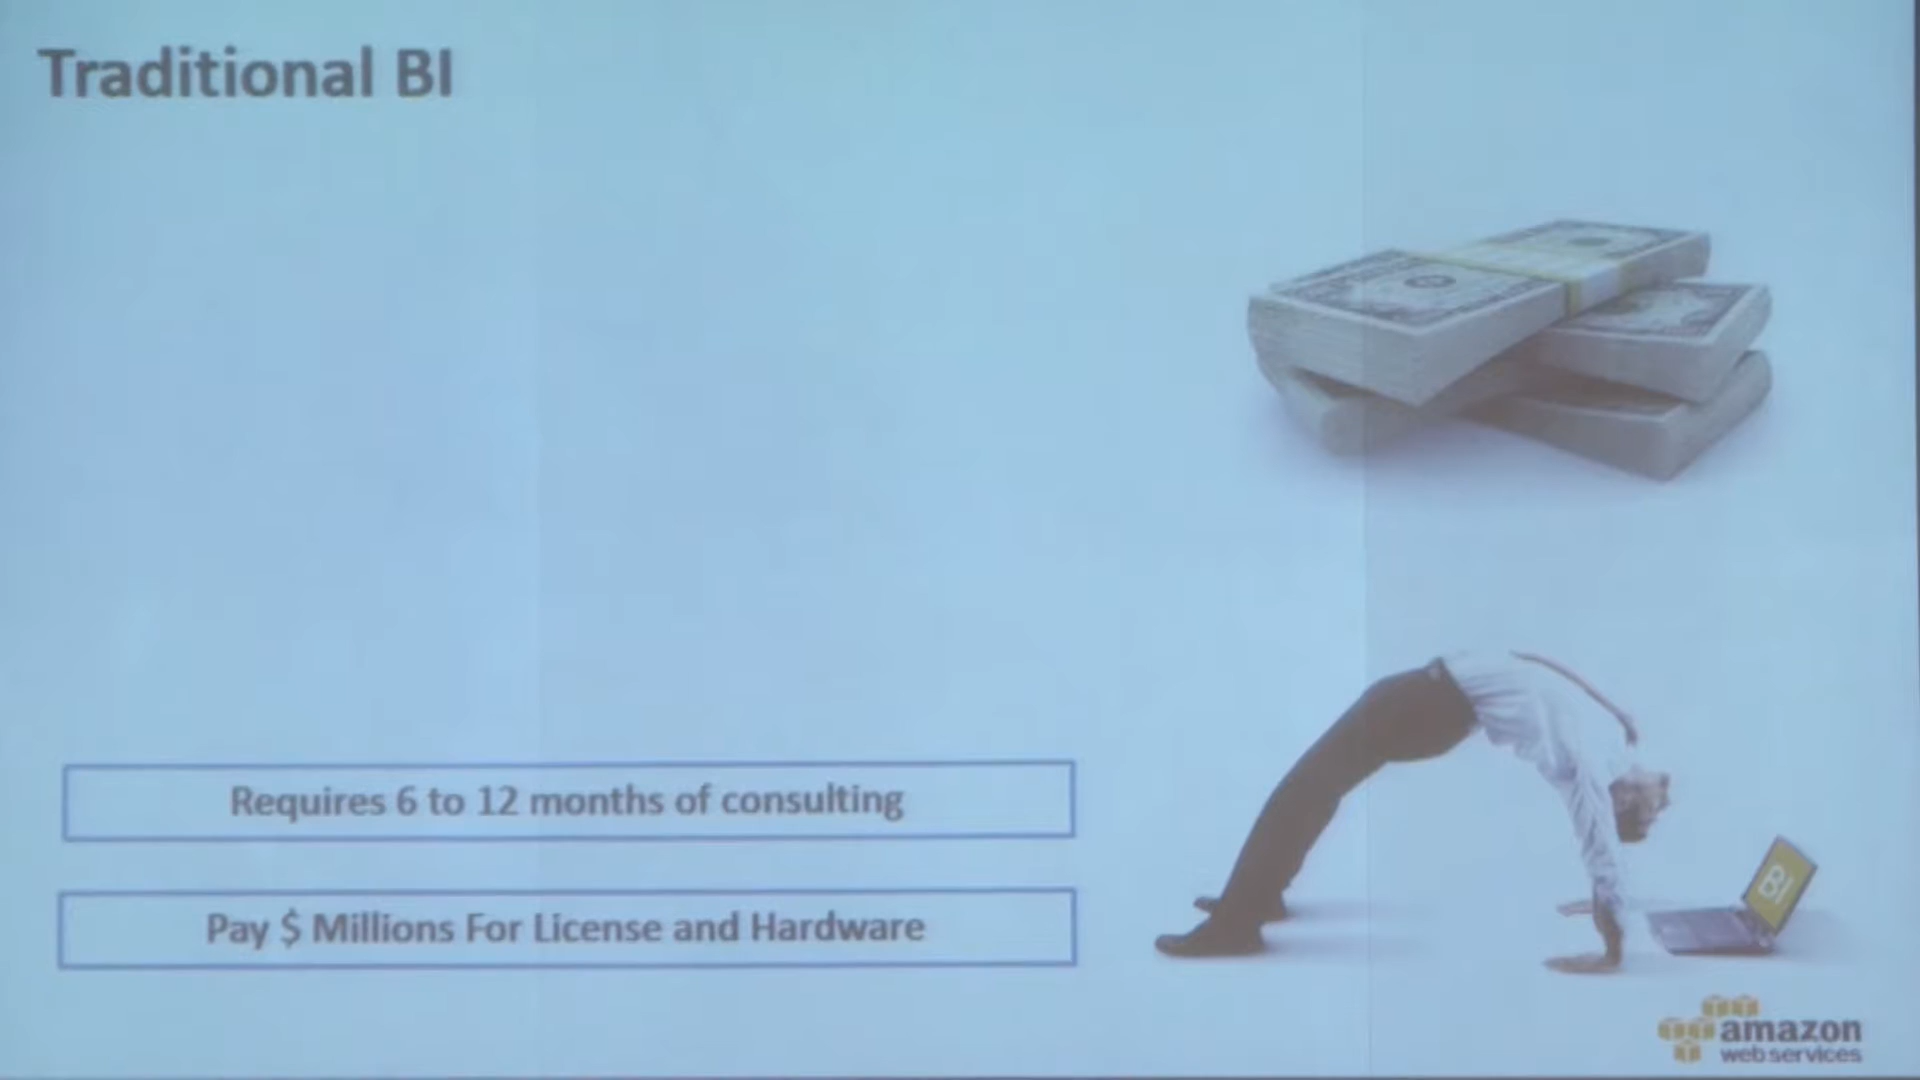 Traditional BI
Requires 6 to 12 months of consulting
Pay $ Millions For License and Hardware
BI
amazon
web services